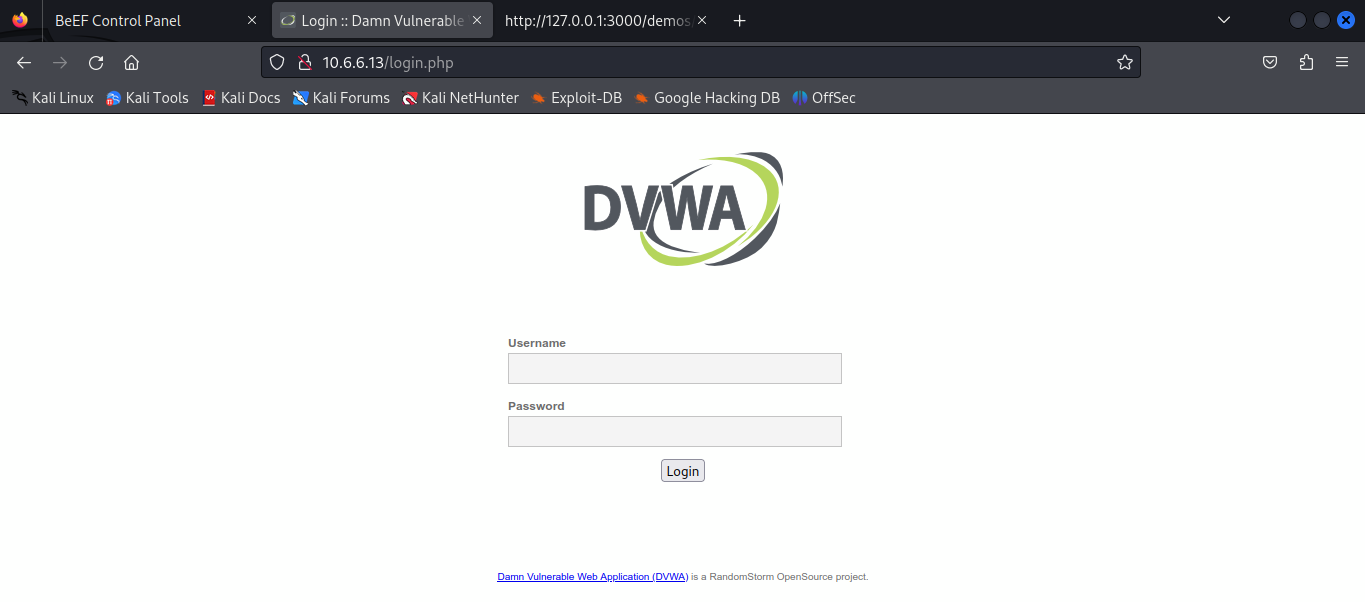 BeEF Control Panel
Login :: Damn Vulnerable
http://127.0.0.1:3000/demos/
10.6.6.13/login.php
Kali Linux Kali Tools Kali Docs Kali Forums Kali NetHunter Exploit-DB Google Hacking DB OffSec
DVWA
Username
Password
Login
Damn Vulnerable Web Application (DVWA) is a RandomStorm OpenSource project.